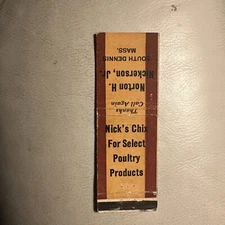 Nick's Chix
For Select
Poultry
Products
Thanks
Call Again
Norton H.
Nickerson, Jr.
SOUTH DENNIS
MASS.